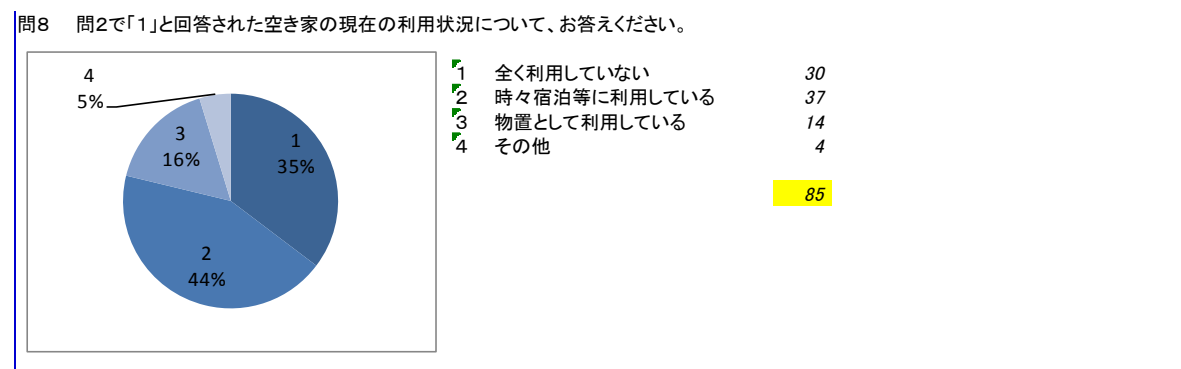 問8 問2で「1」と回答された空き家の現在の利用状況について、お答えください。
4
5%
3
16%
1
35%
2
44%
1 全く利用していない 30
2 時々宿泊等に利用している 37
3 物置として利用している 14
4 その他 4
85